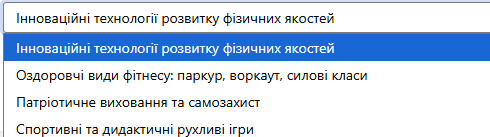 Інноваційні технології розвитку фізичних якостей
Інноваційні технології розвитку фізичних якостей
Оздоровчі види фітнесу: паркур, воркаут, силові класи
Патріотичне виховання та самозахист
Спортивні та дидактичні рухливі ігри